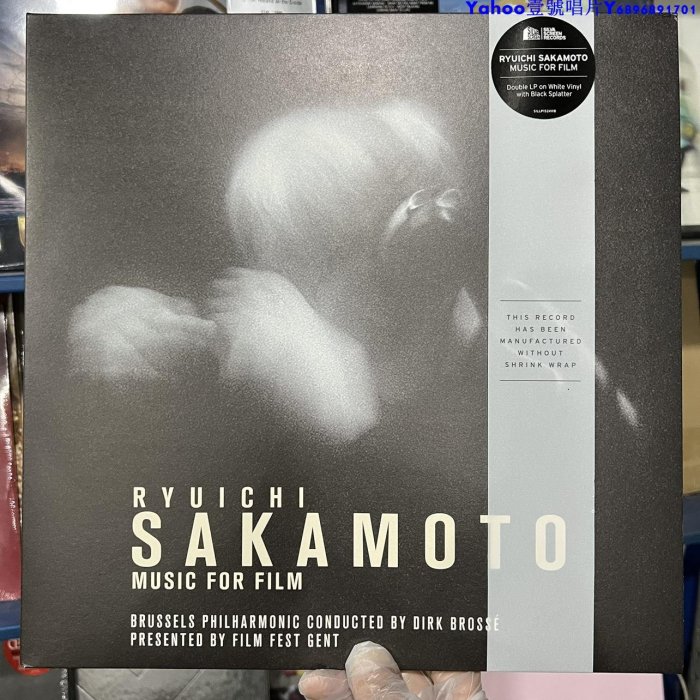 Yahoo壹號唱片Y6896891701
SILVA
SCREEN
RECORDS
RYUICHI SAKAMOTO
MUSIC FOR FILM
Double LP on White Vinyl
with Black Splatter
THIS RECORD
HAS BEEN
MANUFACTURED
WITHOUT
SHRINK WRAP
RYUICHI
SAKAMOTO
MUSIC FOR FILM
BRUSSELS PHILHARMONIC CONDUCTED BY DIRK BROSSÉ
PRESENTED BY FILM FEST GENT